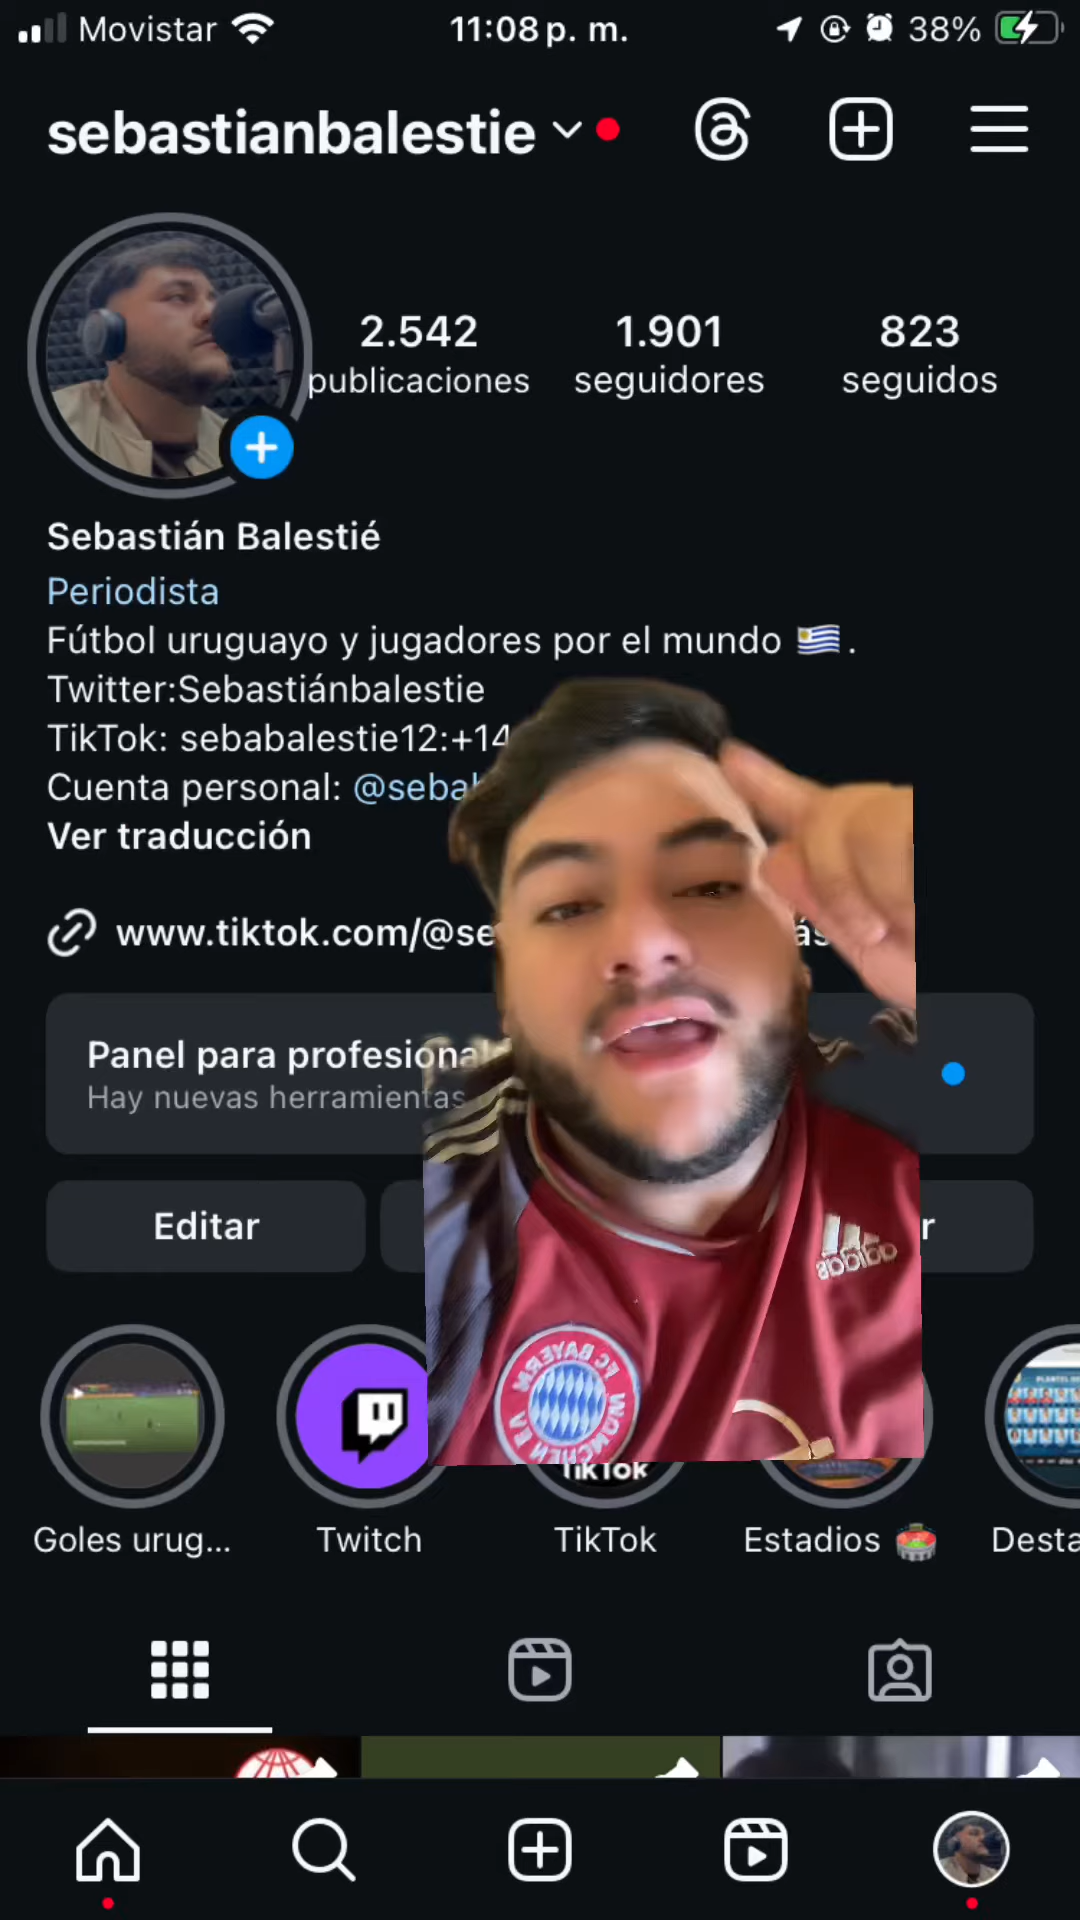 Movistar 11:08 p. m. 38%
sebastianbalestie
2.542 1.901 823
publicaciones seguidores seguidos
Sebastián Balestié
Periodista
Fútbol uruguayo y jugadores por el mundo 🇺🇾.
Twitter:Sebastiánbalestie
TikTok: sebabalestie12:+14
Cuenta personal: @seba
Ver traducción
www.tiktok.com/@se
Panel para profesional
Hay nuevas herramientas
Editar
adidas
FC BAYERN
MÜNCHEN EV
TikTok
Goles urug... Twitch TikTok Estadios 🏟️ Desta